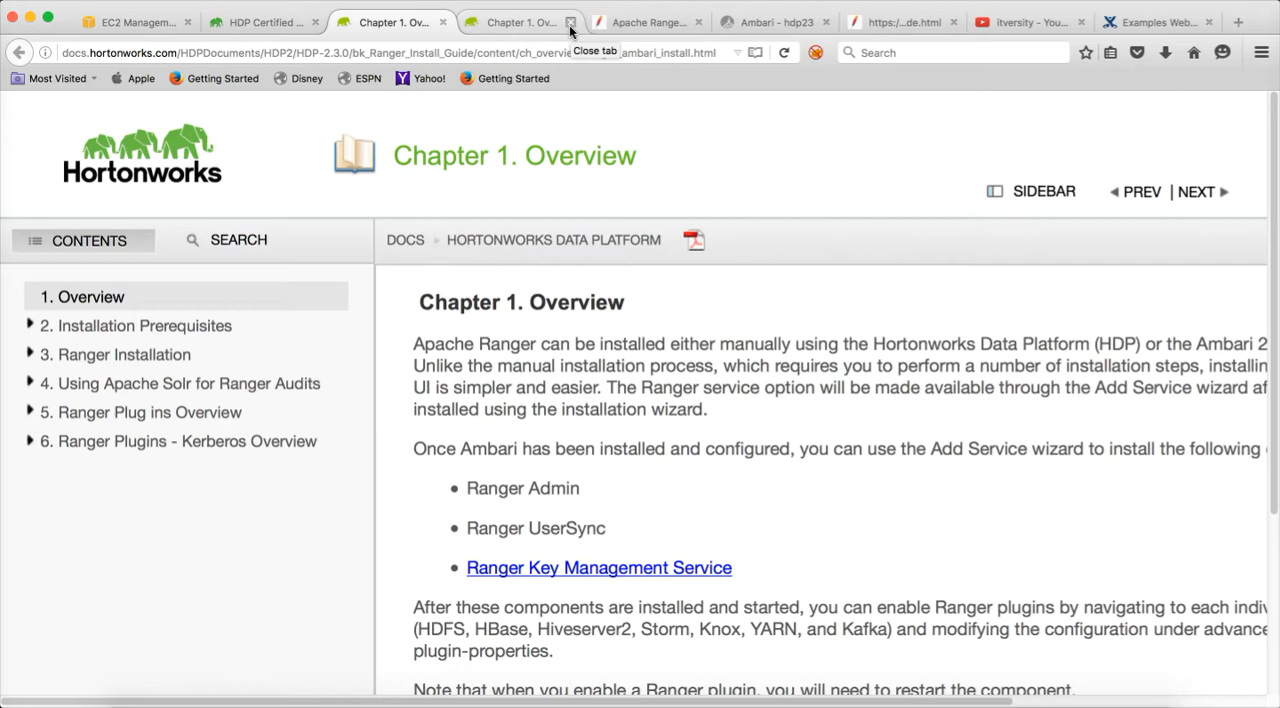 EC2 Managem...
HDP Certified ...
Chapter 1. Ov...
Chapter 1. Ov...
Apache Range...
Ambari - hdp23
https:/...de.html
itversity - You...
Examples Web...
docs.hortonworks.com/HDPDocuments/HDP2/HDP-2.3.0/bk_Ranger_Install_Guide/content/ch_overvie
ambari_install.html
Close tab
Search
Most Visited
Apple
Getting Started
Disney
ESPN
Yahoo!
Getting Started
Hortonworks
Chapter 1. Overview
SIDEBAR
PREV | NEXT
CONTENTS
SEARCH
DOCS
HORTONWORKS DATA PLATFORM
1. Overview
2. Installation Prerequisites
3. Ranger Installation
4. Using Apache Solr for Ranger Audits
5. Ranger Plug ins Overview
6. Ranger Plugins - Kerberos Overview
Chapter 1. Overview
Apache Ranger can be installed either manually using the Hortonworks Data Platform (HDP) or the Ambari 2
Unlike the manual installation process, which requires you to perform a number of installation steps, installin
UI is simpler and easier. The Ranger service option will be made available through the Add Service wizard af
installed using the installation wizard.
Once Ambari has been installed and configured, you can use the Add Service wizard to install the following
• Ranger Admin
• Ranger UserSync
• Ranger Key Management Service
After these components are installed and started, you can enable Ranger plugins by navigating to each indiv
(HDFS, HBase, Hiveserver2, Storm, Knox, YARN, and Kafka) and modifying the configuration under advance
plugin-properties.
Note that when you enable a Ranger plugin, you will need to restart the component.